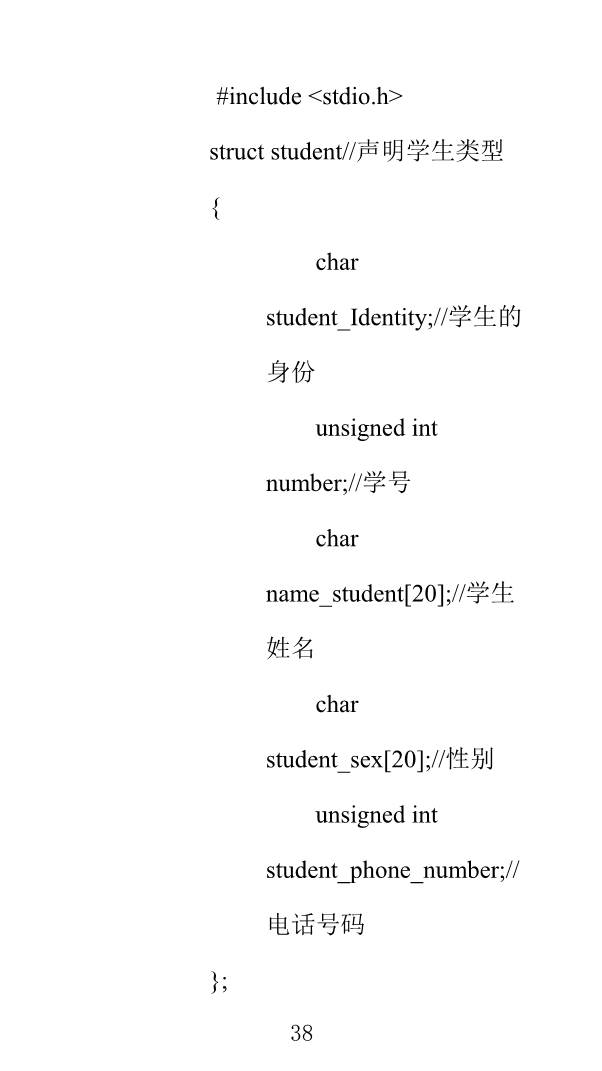 #include <stdio.h>
struct student//声明学生类型
{
char
student_Identity;//学生的
身份
unsigned int
number;//学号
char
name_student[20];//学生
姓名
char
student_sex[20];//性别
unsigned int
student_phone_number;//
电话号码
};
38